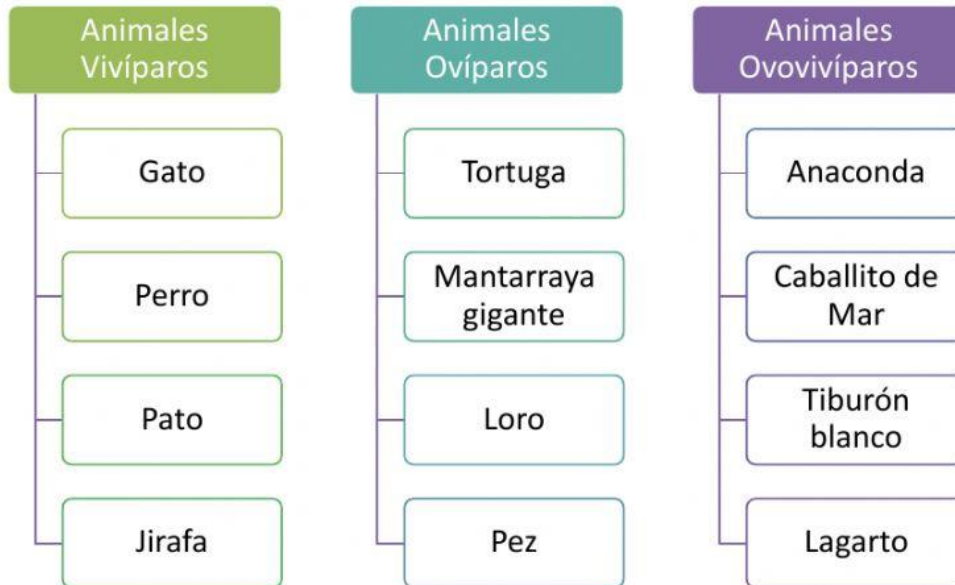 Animales
Vivíparos
Gato
Perro
Pato
Jirafa
Animales
Ovíparos
Tortuga
Mantarraya
gigante
Loro
Pez
Animales
Ovovivíparos
Anaconda
Caballito de
Mar
Tiburón
blanco
Lagarto